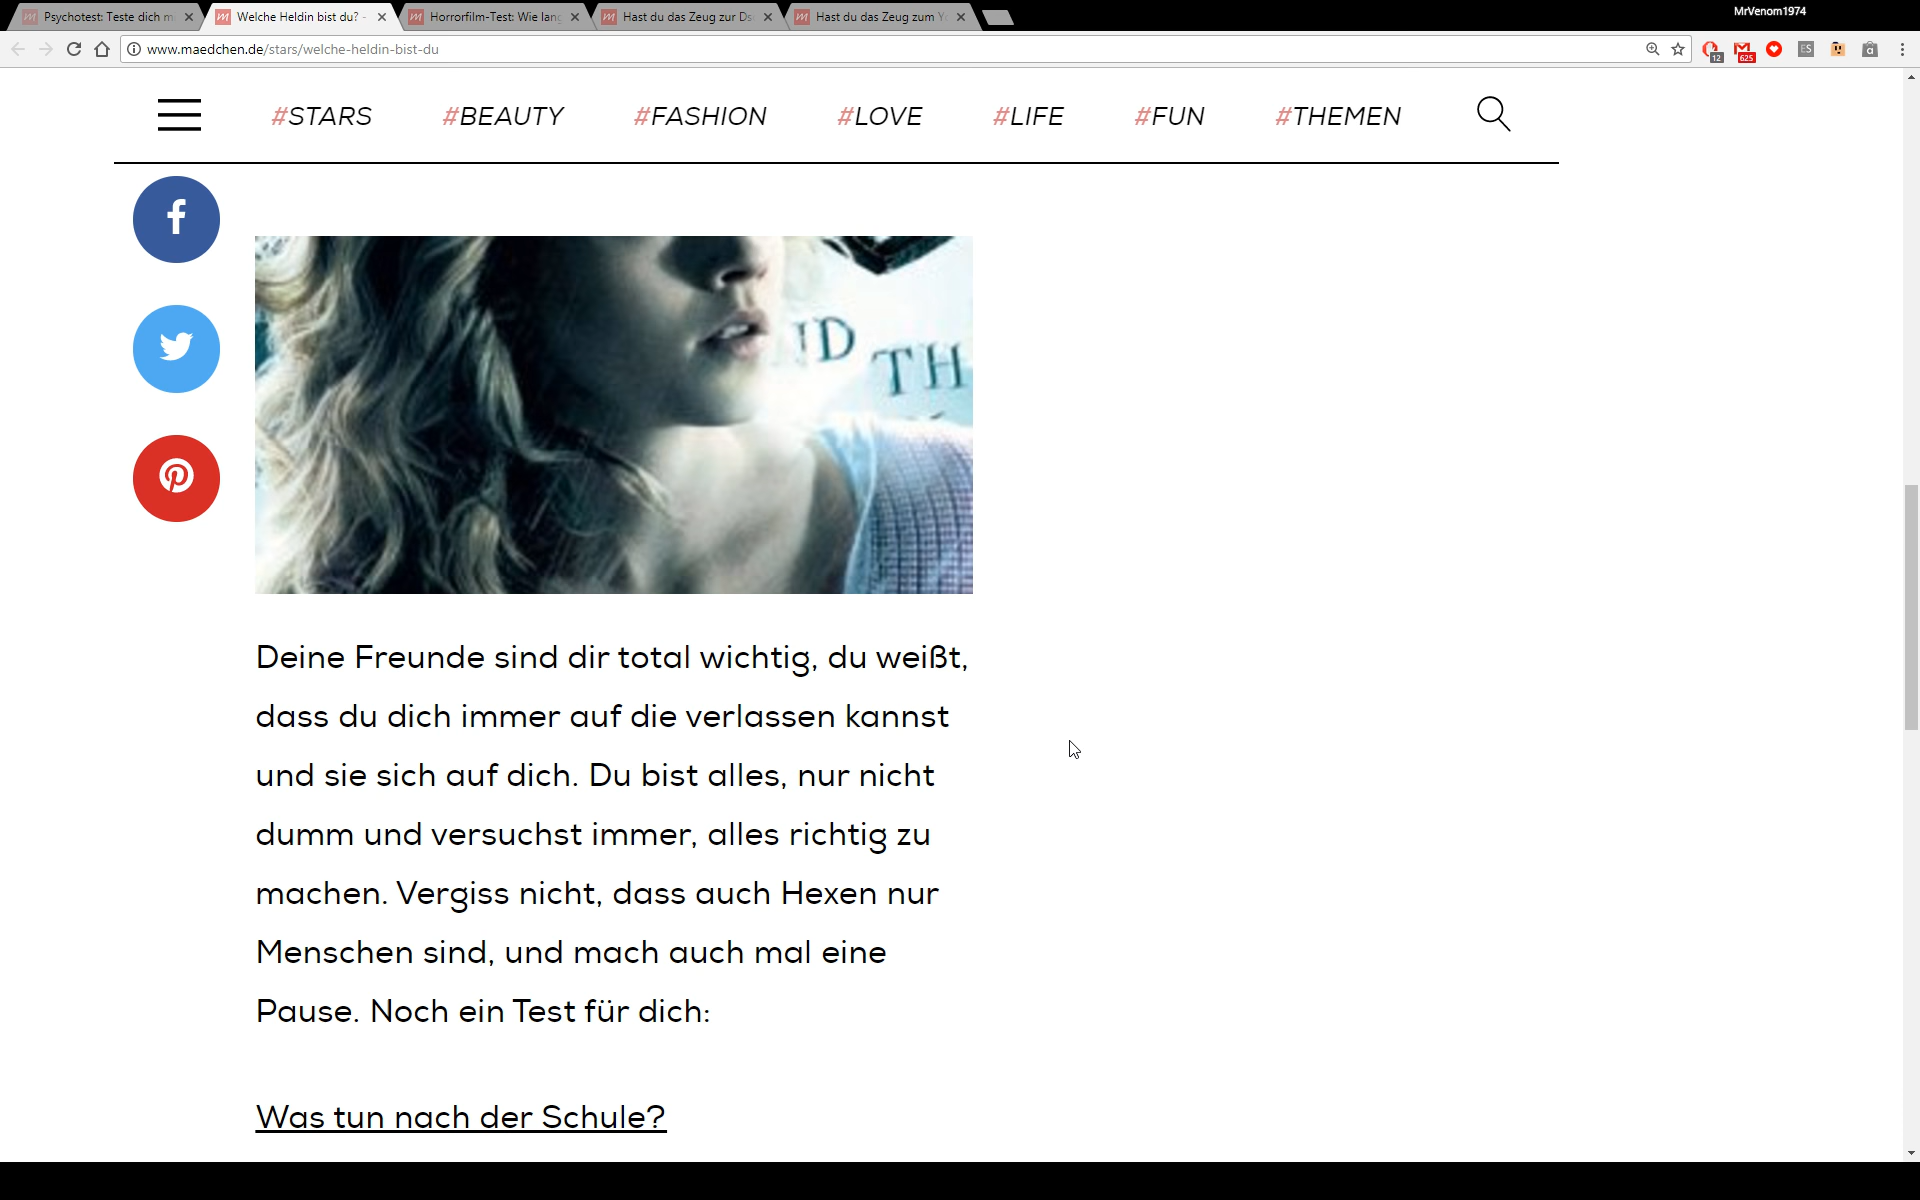 MrVenom1974
Psychotest: Teste dich m
Welche Heldin bist du? -
Horrorfilm-Test: Wie lang
Hast du das Zeug zur Ds
Hast du das Zeug zum Yo
www.maedchen.de/stars/welche-heldin-bist-du
12
625
ES
#STARS #BEAUTY #FASHION #LOVE #LIFE #FUN #THEMEN
ID
TH
Deine Freunde sind dir total wichtig, du weißt,
dass du dich immer auf die verlassen kannst
und sie sich auf dich. Du bist alles, nur nicht
dumm und versuchst immer, alles richtig zu
machen. Vergiss nicht, dass auch Hexen nur
Menschen sind, und mach auch mal eine
Pause. Noch ein Test für dich:
Was tun nach der Schule?